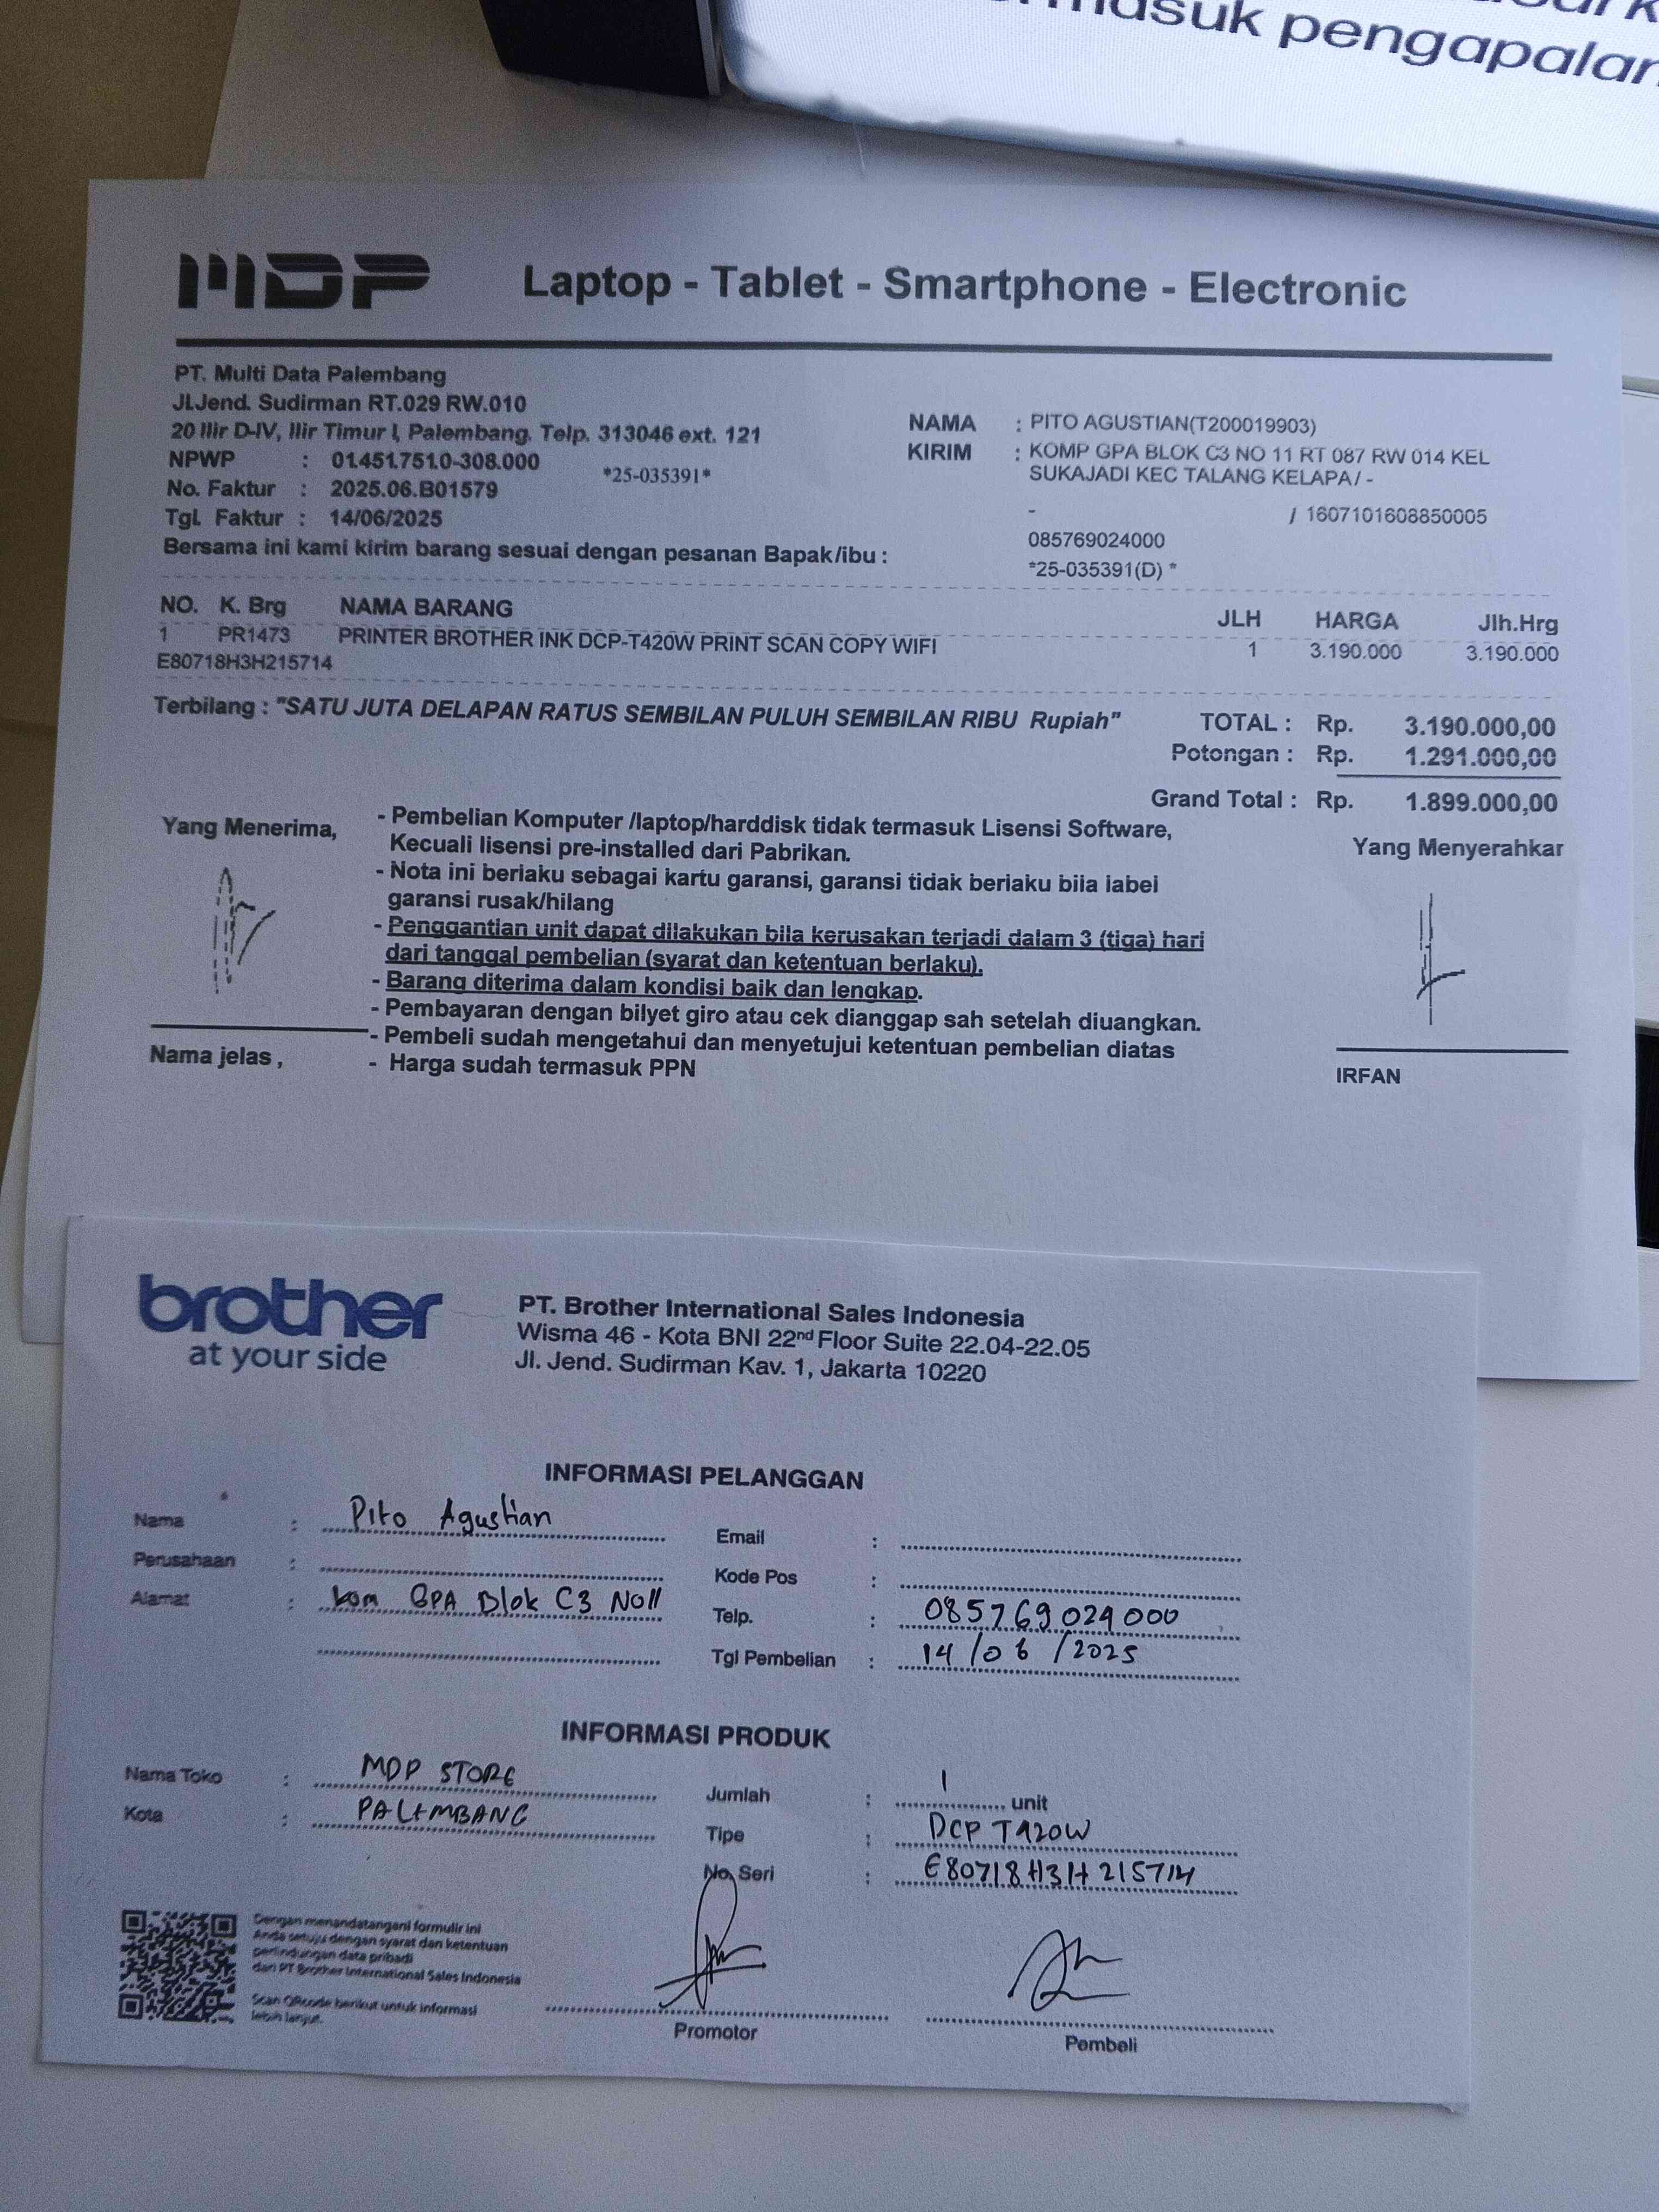 masuk pengapalan
MDP Laptop - Tablet - Smartphone - Electronic
PT. Multi Data Palembang
Jl.Jend. Sudirman RT.029 RW.010
20 Ilir D-IV, Ilir Timur I, Palembang. Telp. 313046 ext. 121
NPWP : 01.451.751.0-308.000 *25-035391*
No. Faktur : 2025.06.B01579
Tgl. Faktur : 14/06/2025
Bersama ini kami kirim barang sesuai dengan pesanan Bapak/ibu :
NAMA : PITO AGUSTIAN(T200019903)
KIRIM : KOMP GPA BLOK C3 NO 11 RT 087 RW 014 KEL
SUKAJADI KEC TALANG KELAPA/ -
- / 1607101608850005
085769024000
*25-035391(D) *
NO. K. Brg NAMA BARANG JLH HARGA Jlh.Hrg
1 PR1473 PRINTER BROTHER INK DCP-T420W PRINT SCAN COPY WIFI 1 3.190.000 3.190.000
E80718H3H215714
Terbilang : "SATU JUTA DELAPAN RATUS SEMBILAN PULUH SEMBILAN RIBU Rupiah"
TOTAL : Rp. 3.190.000,00
Potongan : Rp. 1.291.000,00
Grand Total : Rp. 1.899.000,00
Yang Menerima,
- Pembelian Komputer /laptop/harddisk tidak termasuk Lisensi Software,
Kecuali lisensi pre-installed dari Pabrikan.
- Nota ini berlaku sebagai kartu garansi, garansi tidak berlaku bila label
garansi rusak/hilang
- Penggantian unit dapat dilakukan bila kerusakan terjadi dalam 3 (tiga) hari
dari tanggal pembelian (syarat dan ketentuan berlaku).
- Barang diterima dalam kondisi baik dan lengkap.
- Pembayaran dengan bilyet giro atau cek dianggap sah setelah diuangkan.
- Pembeli sudah mengetahui dan menyetujui ketentuan pembelian diatas
- Harga sudah termasuk PPN
Nama jelas ,
Yang Menyerahkar
IRFAN
brother
at your side
PT. Brother International Sales Indonesia
Wisma 46 - Kota BNI 22nd Floor Suite 22.04-22.05
Jl. Jend. Sudirman Kav. 1, Jakarta 10220
INFORMASI PELANGGAN
Nama : Pito Agustian
Perusahaan :
Alamat : Kom GPA Blok C3 No11
Email :
Kode Pos :
Telp. : 085769024000
Tgl Pembelian : 14/06/2025
INFORMASI PRODUK
Nama Toko : MDP STORE
Kota : PALEMBANG
Jumlah : 1 unit
Tipe : DCP T420W
No. Seri : E80718H3H215714
Dengan menandatangani formulir ini
Anda setuju dengan syarat dan ketentuan
perlindungan data pribadi
dari PT Brother International Sales Indonesia
Scan QRcode berikut untuk informasi
lebih lanjut.
Promotor
Pembeli